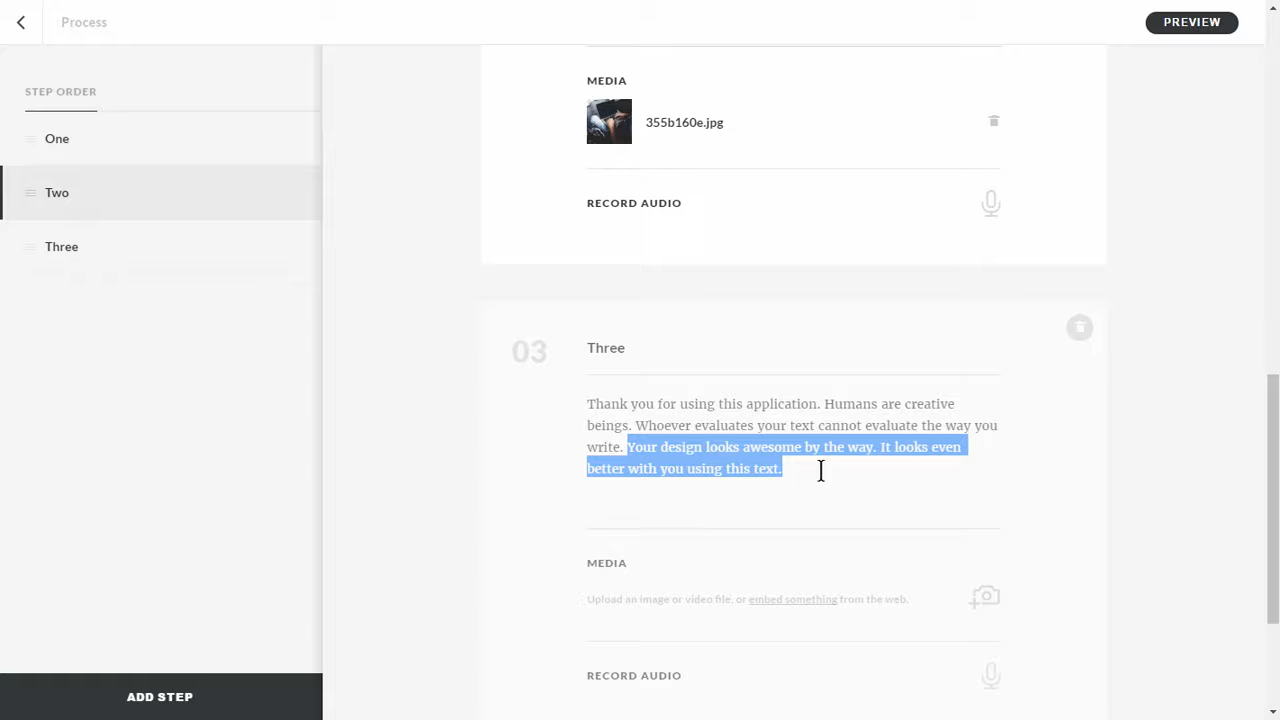 Process
PREVIEW
STEP ORDER
One
Two
Three
ADD STEP
MEDIA
355b160e.jpg
RECORD AUDIO
03
Three
Thank you for using this application. Humans are creative
beings. Whoever evaluates your text cannot evaluate the way you
write. Your design looks awesome by the way. It looks even
better with you using this text.
MEDIA
Upload an image or video file, or embed something from the web.
RECORD AUDIO